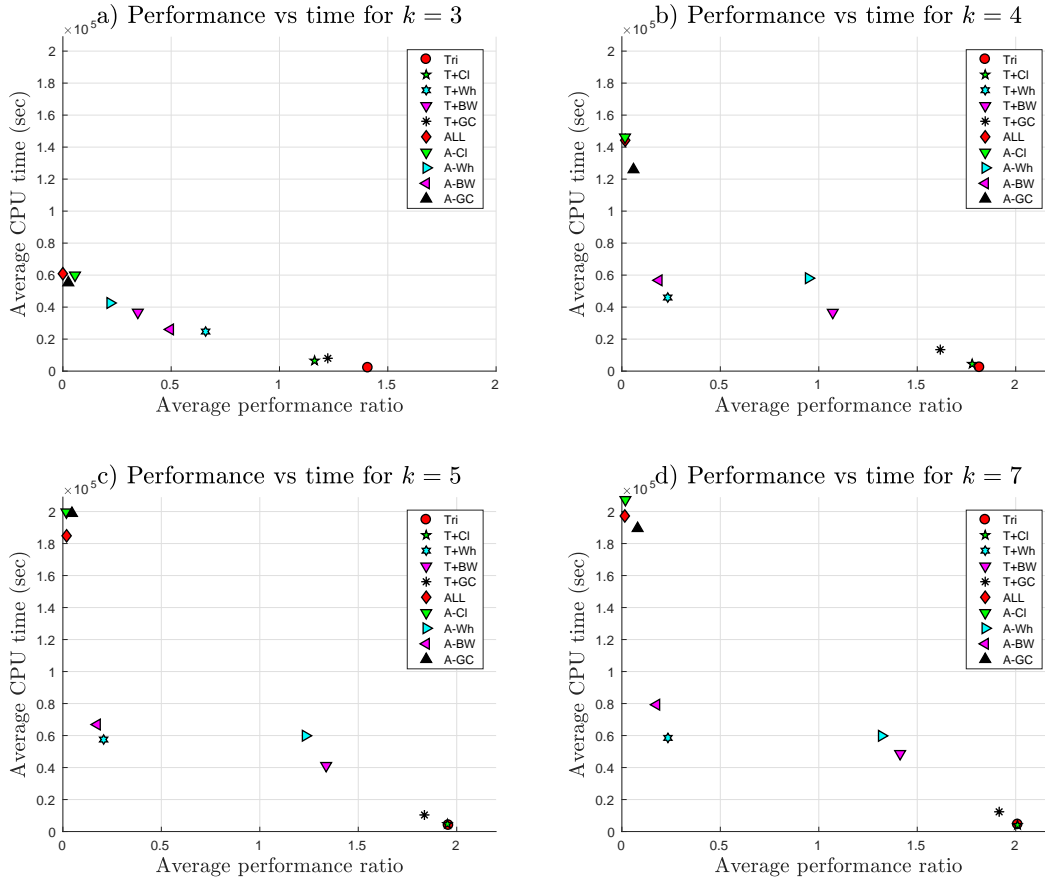 a) Performance vs time for k = 3
×10^5
Average CPU time (sec)
2
1.8
1.6
1.4
1.2
1
0.8
0.6
0.4
0.2
0
0 0.5 1 1.5 2
Average performance ratio
Tri
T+Cl
T+Wh
T+BW
T+GC
ALL
A-Cl
A-Wh
A-BW
A-GC
b) Performance vs time for k = 4
×10^5
Average CPU time (sec)
2
1.8
1.6
1.4
1.2
1
0.8
0.6
0.4
0.2
0
0 0.5 1 1.5 2
Average performance ratio
Tri
T+Cl
T+Wh
T+BW
T+GC
ALL
A-Cl
A-Wh
A-BW
A-GC
c) Performance vs time for k = 5
×10^5
Average CPU time (sec)
2
1.8
1.6
1.4
1.2
1
0.8
0.6
0.4
0.2
0
0 0.5 1 1.5 2
Average performance ratio
Tri
T+Cl
T+Wh
T+BW
T+GC
ALL
A-Cl
A-Wh
A-BW
A-GC
d) Performance vs time for k = 7
×10^5
Average CPU time (sec)
2
1.8
1.6
1.4
1.2
1
0.8
0.6
0.4
0.2
0
0 0.5 1 1.5 2
Average performance ratio
Tri
T+Cl
T+Wh
T+BW
T+GC
ALL
A-Cl
A-Wh
A-BW
A-GC